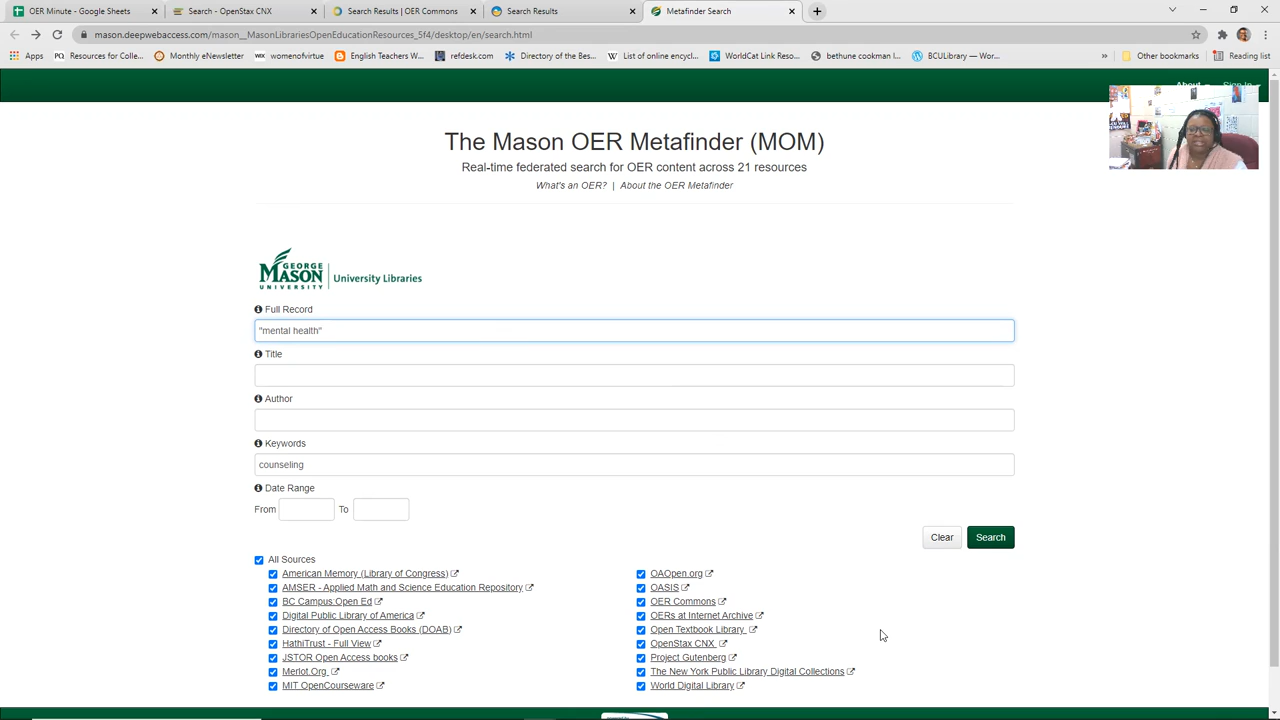 OER Minute - Google Sheets
Search - OpenStax CNX
Search Results | OER Commons
Search Results
Metafinder Search
mason.deepwebaccess.com/mason__MasonLibrariesOpenEducationResources_5f4/desktop/en/search.html
Apps
Resources for Colle...
Monthly eNewsletter
womenofvirtue
English Teachers W...
refdesk.com
Directory of the Bes...
List of online encycl...
WorldCat Link Reso...
bethune cookman l...
BCULibrary — Wor...
Other bookmarks
Reading list
About
Sign In
The Mason OER Metafinder (MOM)
Real-time federated search for OER content across 21 resources
What's an OER? | About the OER Metafinder
GEORGE
MASON
UNIVERSITY
University Libraries
Full Record
"mental health"
Title
Author
Keywords
counseling
Date Range
From To
Clear Search
All Sources
American Memory (Library of Congress)
AMSER - Applied Math and Science Education Repository
BC Campus:Open Ed
Digital Public Library of America
Directory of Open Access Books (DOAB)
HathiTrust - Full View
JSTOR Open Access books
Merlot.Org
MIT OpenCourseware
OAOpen.org
OASIS
OER Commons
OERs at Internet Archive
Open Textbook Library
OpenStax CNX
Project Gutenberg
The New York Public Library Digital Collections
World Digital Library